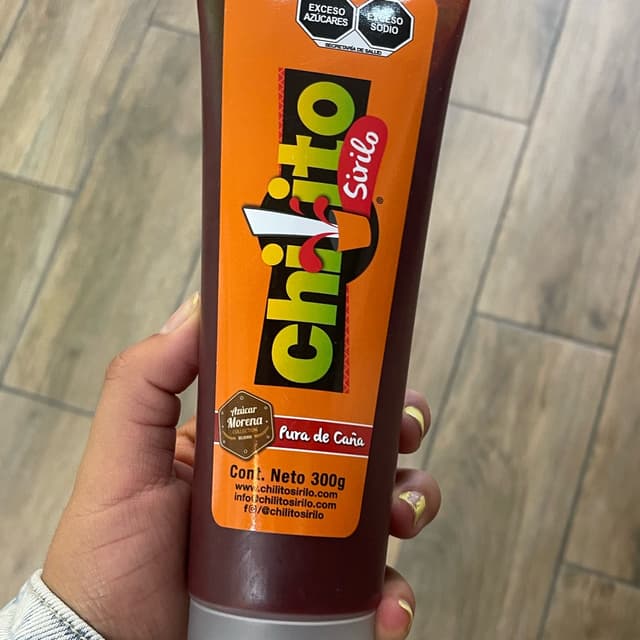 EXCESO
AZÚCARES
EXCESO
SODIO
SECRETARÍA DE SALUD
chilito
Sirilo
®
Azúcar
Morena
COLLECTION
Pura de Caña
Cont. Neto 300g
www.chilitosirilo.com
info@chilitosirilo.com
f/@chilitosirilo